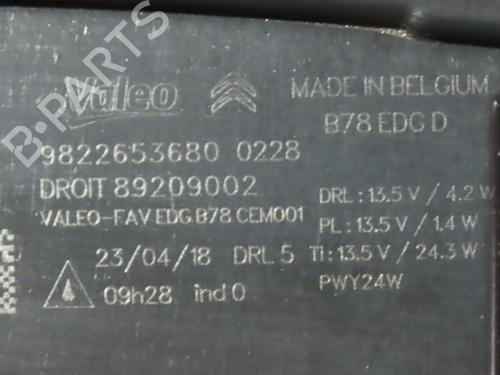 B-PARTS
Valeo
MADE IN BELGIUM
B78 EDG D
9822653680 0228
DROIT 89209002
VALEO-FAV EDG B78 CEM001
DRL : 13.5 V / 4.2 W
PL : 13.5 V / 1.4 W
23/04/18 DRL 5 TI : 13.5 V / 24.3 W
09h28 ind 0
PWY24W